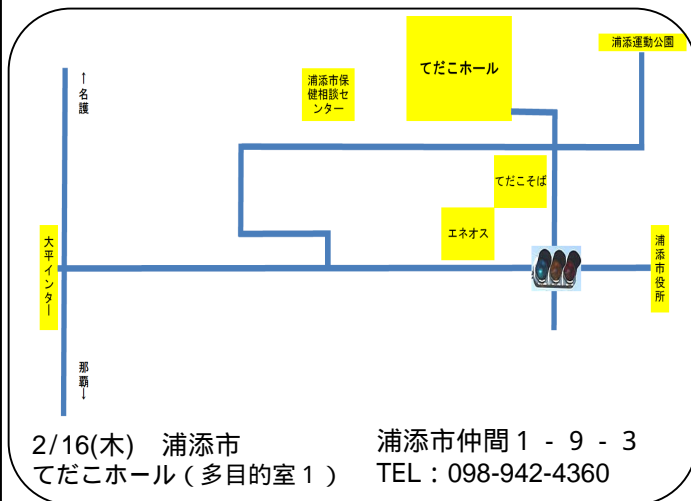 浦添運動公園
てだこホール
浦添市保
健相談セ
ンター
↑名護
てだこそば
エネオス
大平インター
浦添市役所
那覇↓
2/16(木) 浦添市
てだこホール(多目的室1)
浦添市仲間1-9-3
TEL:098-942-4360